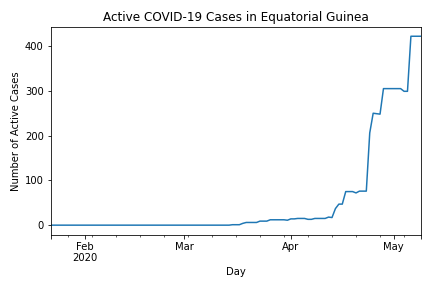 Active COVID-19 Cases in Equatorial Guinea
Number of Active Cases
400
300
200
100
0
Feb
2020
Mar
Apr
May
Day